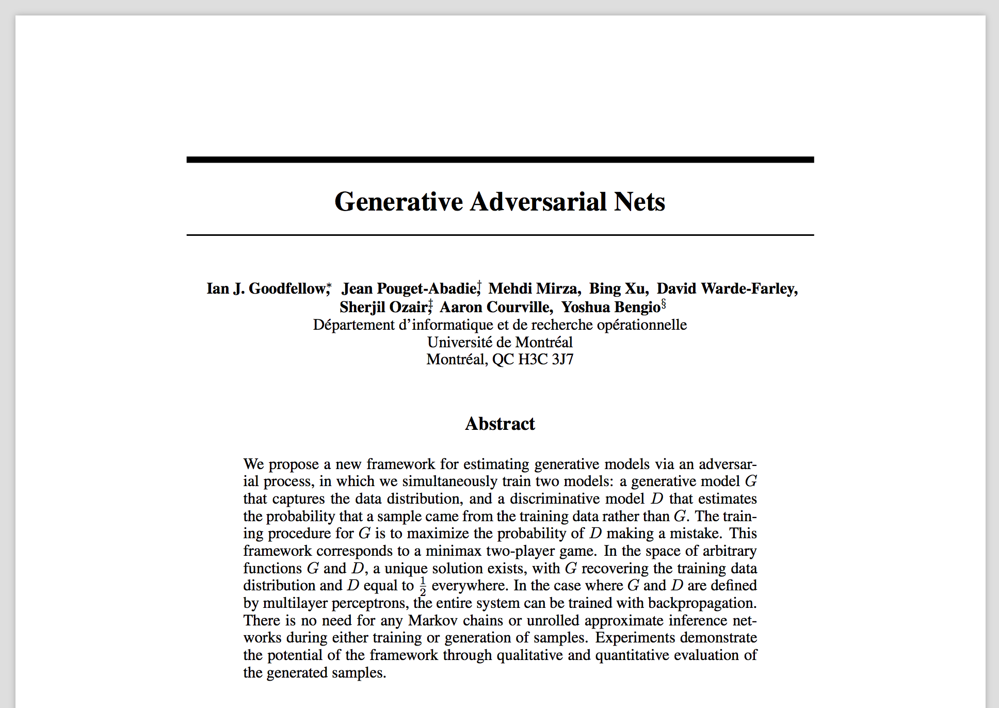 Generative Adversarial Nets
Ian J. Goodfellow,* Jean Pouget-Abadie,† Mehdi Mirza, Bing Xu, David Warde-Farley,
Sherjil Ozair,‡ Aaron Courville, Yoshua Bengio§
Département d'informatique et de recherche opérationnelle
Université de Montréal
Montréal, QC H3C 3J7
Abstract
We propose a new framework for estimating generative models via an adversar-
ial process, in which we simultaneously train two models: a generative model G
that captures the data distribution, and a discriminative model D that estimates
the probability that a sample came from the training data rather than G. The train-
ing procedure for G is to maximize the probability of D making a mistake. This
framework corresponds to a minimax two-player game. In the space of arbitrary
functions G and D, a unique solution exists, with G recovering the training data
distribution and D equal to 1/2 everywhere. In the case where G and D are defined
by multilayer perceptrons, the entire system can be trained with backpropagation.
There is no need for any Markov chains or unrolled approximate inference net-
works during either training or generation of samples. Experiments demonstrate
the potential of the framework through qualitative and quantitative evaluation of
the generated samples.